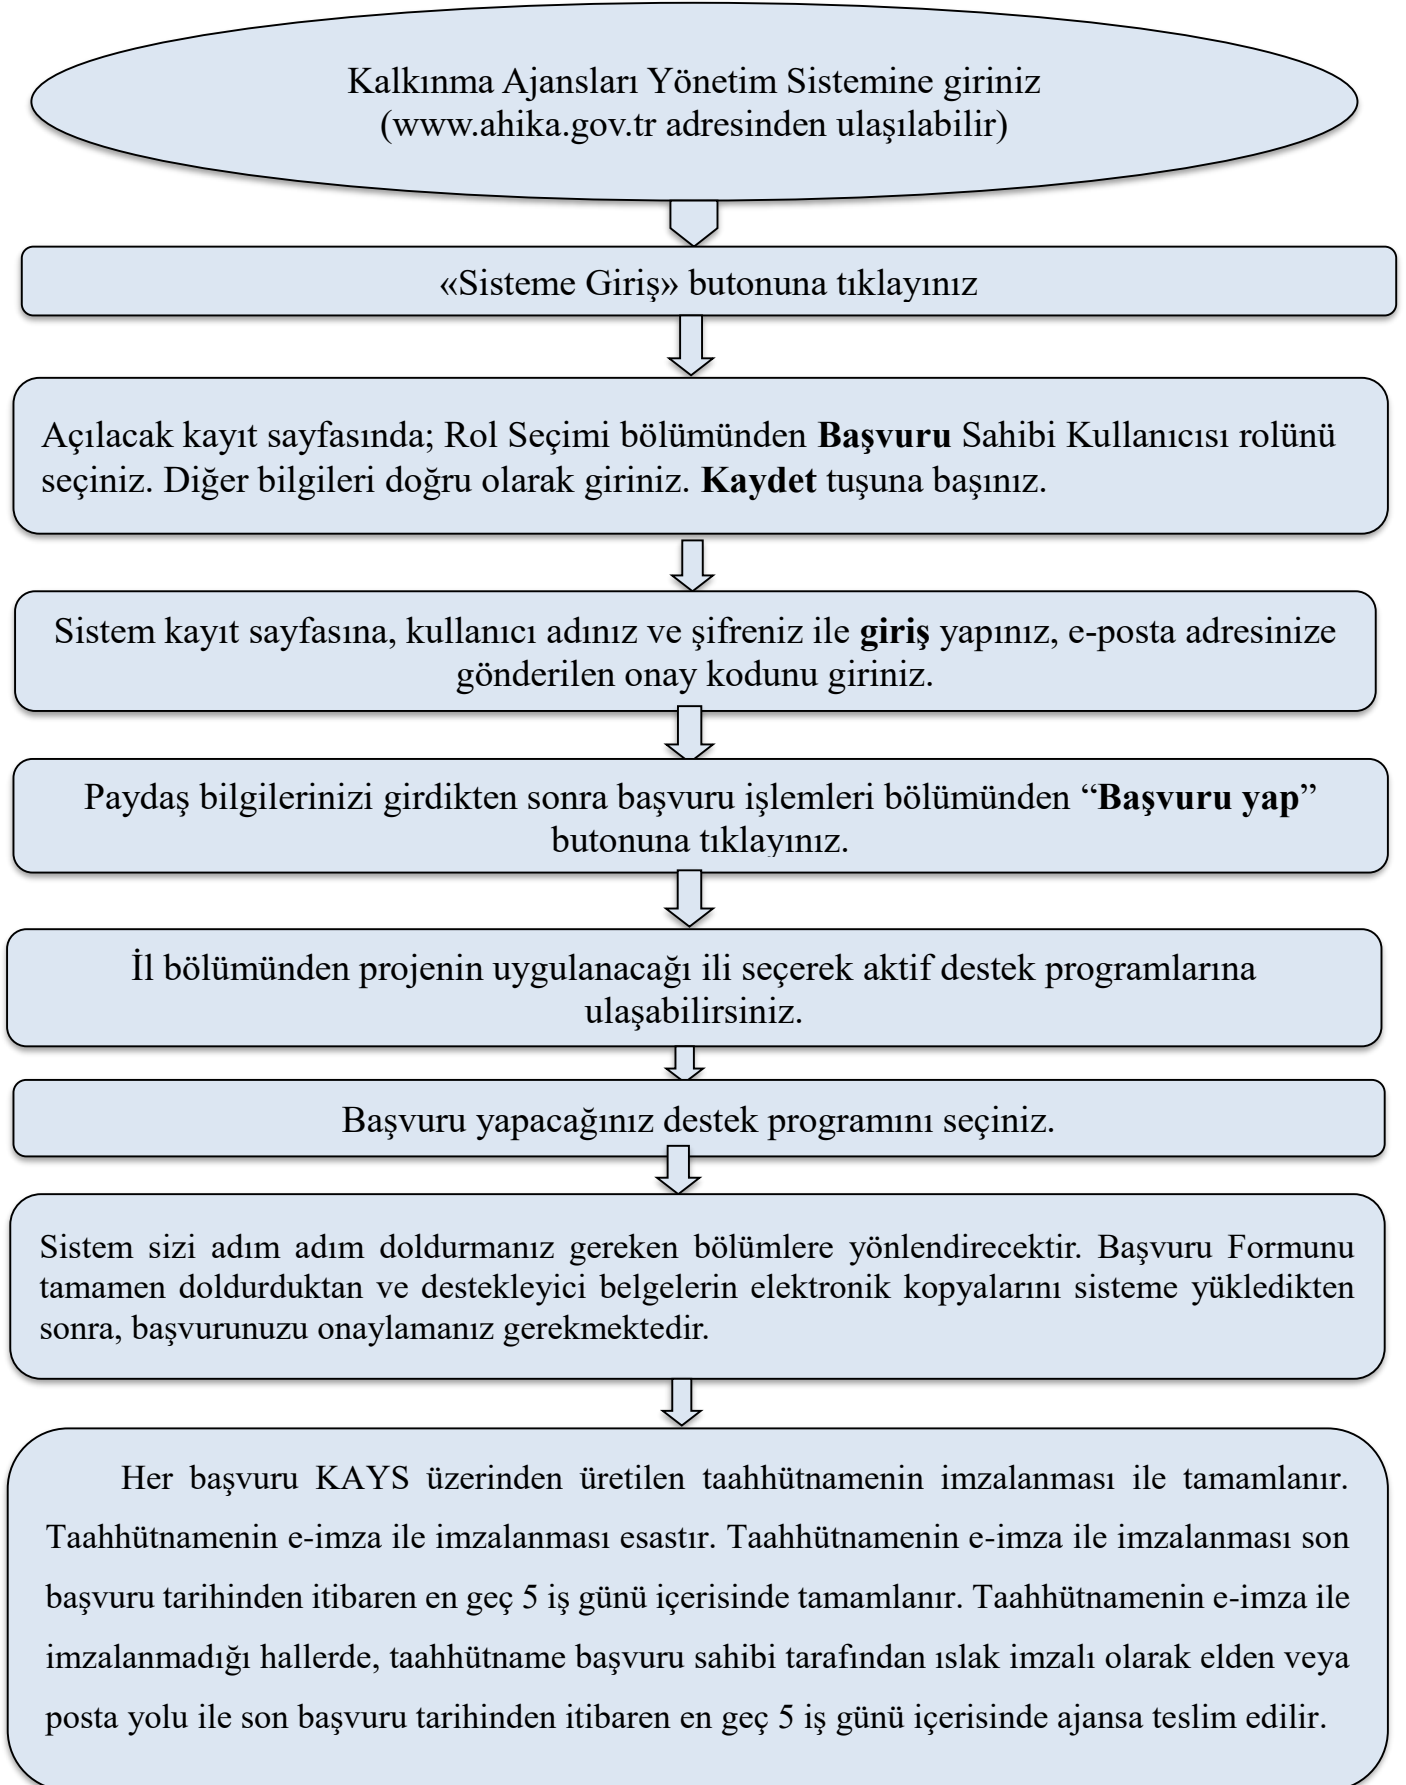 Kalkınma Ajansları Yönetim Sistemine giriniz
(www.ahika.gov.tr adresinden ulaşılabilir)
«Sisteme Giriş» butonuna tıklayınız
Açılacak kayıt sayfasında; Rol Seçimi bölümünden Başvuru Sahibi Kullanıcısı rolünü
seçiniz. Diğer bilgileri doğru olarak giriniz. Kaydet tuşuna başınız.
Sistem kayıt sayfasına, kullanıcı adınız ve şifreniz ile giriş yapınız, e-posta adresinize
gönderilen onay kodunu giriniz.
Paydaş bilgilerinizi girdikten sonra başvuru işlemleri bölümünden “Başvuru yap”
butonuna tıklayınız.
İl bölümünden projenin uygulanacağı ili seçerek aktif destek programlarına
ulaşabilirsiniz.
Başvuru yapacağınız destek programını seçiniz.
Sistem sizi adım adım doldurmanız gereken bölümlere yönlendirecektir. Başvuru Formunu
tamamen doldurduktan ve destekleyici belgelerin elektronik kopyalarını sisteme yükledikten
sonra, başvurunuzu onaylamanız gerekmektedir.
Her başvuru KAYS üzerinden üretilen taahhütnamenin imzalanması ile tamamlanır.
Taahhütnamenin e-imza ile imzalanması esastır. Taahhütnamenin e-imza ile imzalanması son
başvuru tarihinden itibaren en geç 5 iş günü içerisinde tamamlanır. Taahhütnamenin e-imza ile
imzalanmadığı hallerde, taahhütname başvuru sahibi tarafından ıslak imzalı olarak elden veya
posta yolu ile son başvuru tarihinden itibaren en geç 5 iş günü içerisinde ajansa teslim edilir.